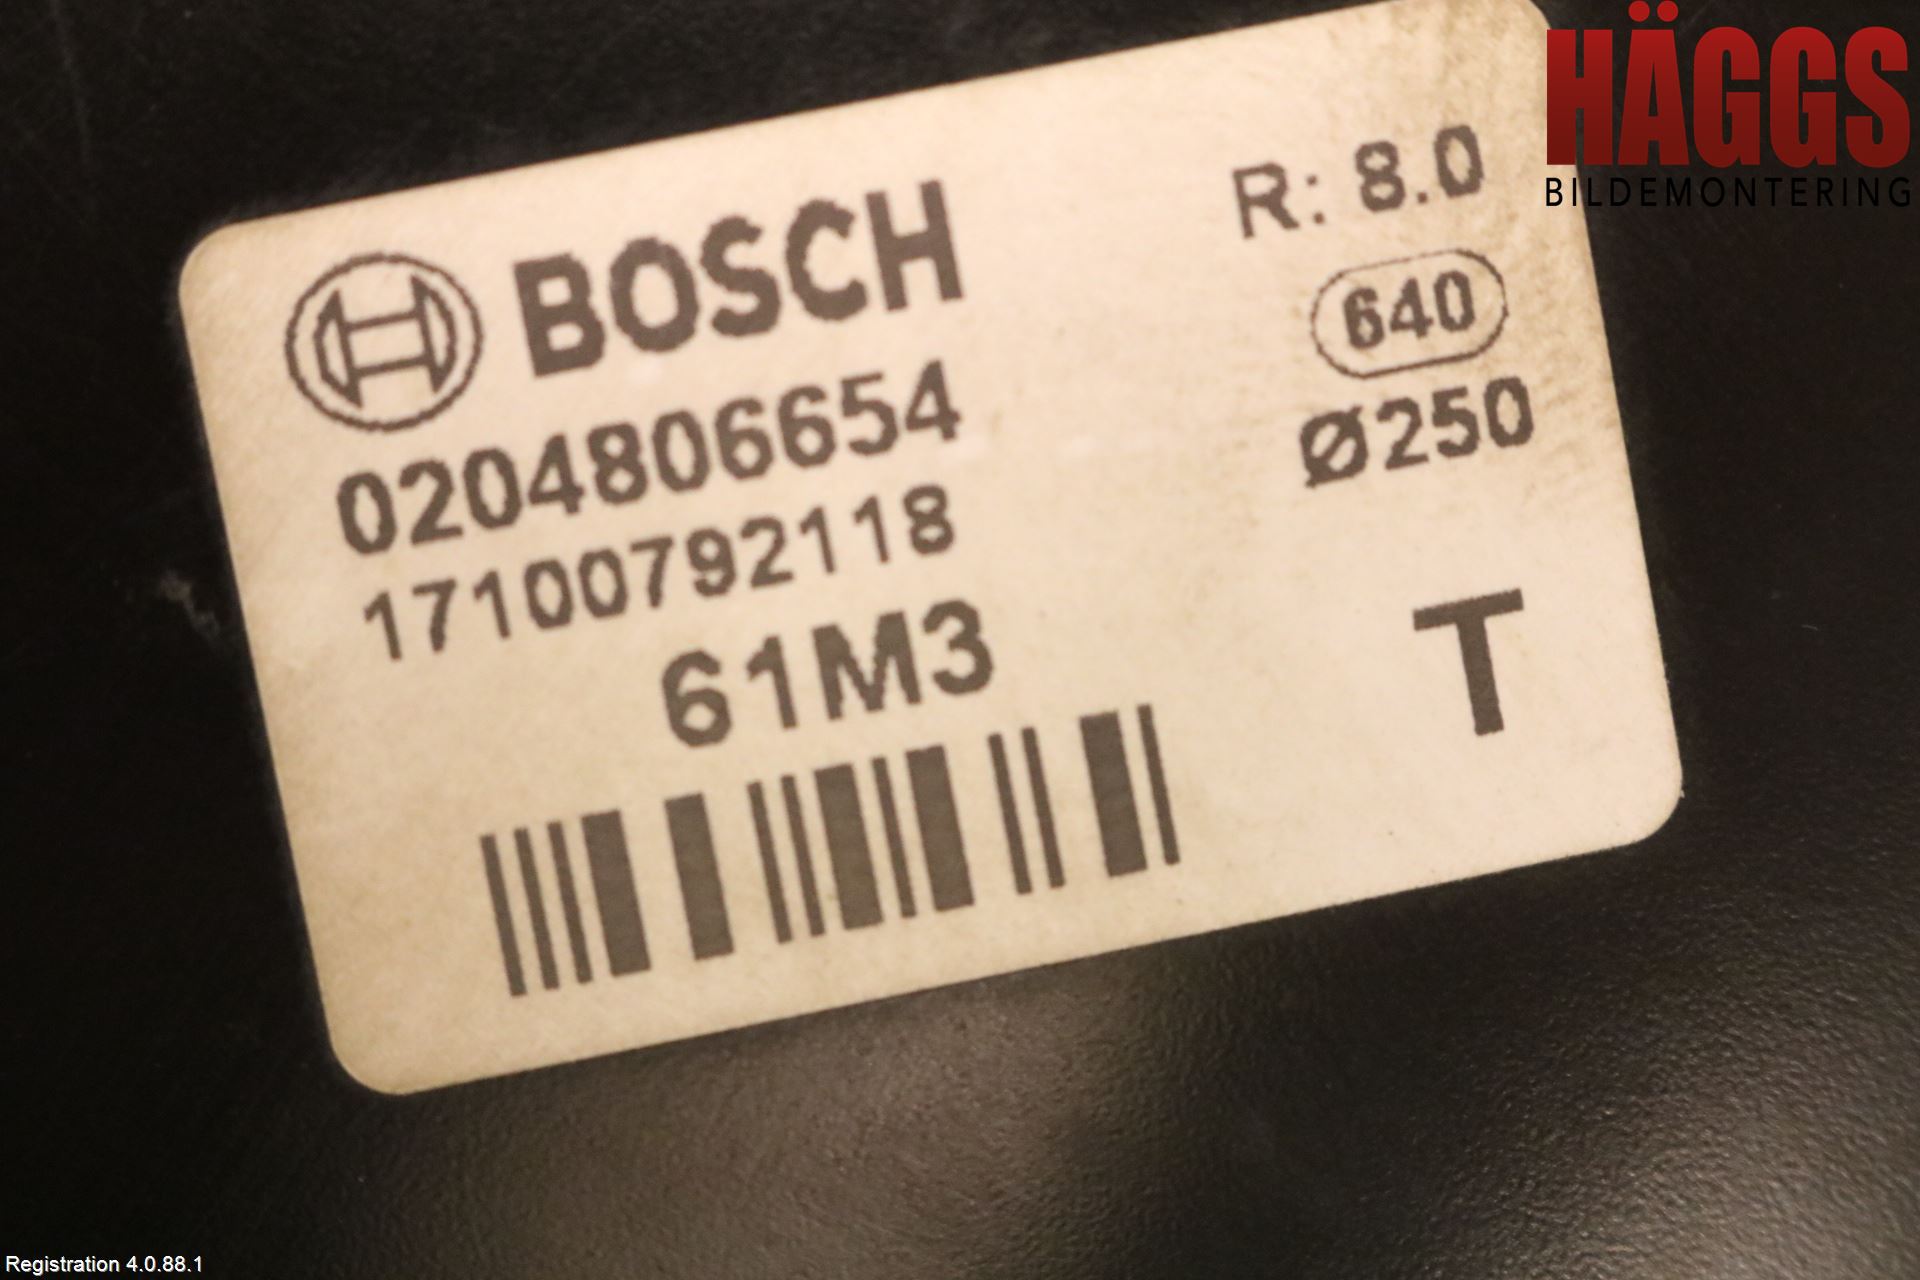 HÄGGS
BILDEMONTERING
BOSCH
R: 8.0
640
0204806654
Ø250
17100792118
61M3
T
Registration 4.0.88.1